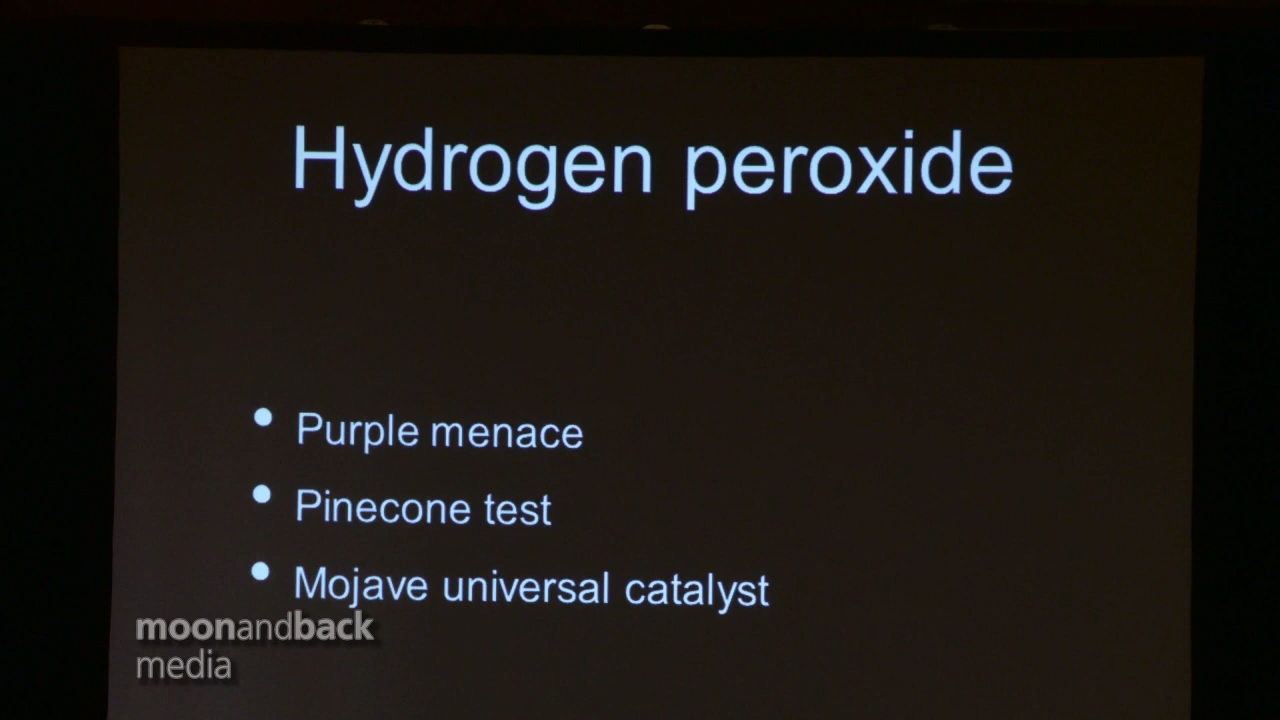 Hydrogen peroxide
• Purple menace
• Pinecone test
• Mojave universal catalyst
moonandback
media